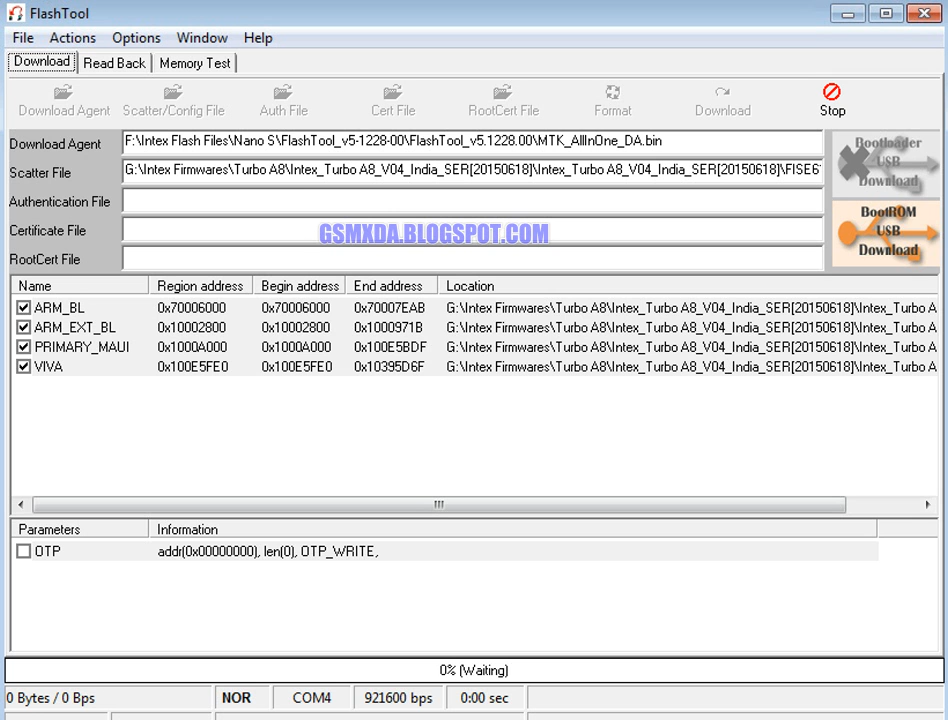 FlashTool
File Actions Options Window Help
Download Read Back Memory Test
Download Agent Scatter/Config File Auth File Cert File RootCert File Format Download Stop
Download Agent F:\Intex Flash Files\Nano S\FlashTool_v5-1228-00\FlashTool_v5.1228.00\MTK_AllInOne_DA.bin
Scatter File G:\Intex Firmwares\Turbo A8\Intex_Turbo A8_V04_India_SER[20150618]\Intex_Turbo A8_V04_India_SER[20150618]\FISE6
Authentication File
Certificate File
RootCert File
GSMXDA.BLOGSPOT.COM
Bootloader
USB
Download
BootROM
USB
Download
Name Region address Begin address End address Location
ARM_BL 0x70006000 0x70006000 0x70007EAB G:\Intex Firmwares\Turbo A8\Intex_Turbo A8_V04_India_SER[20150618]\Intex_Turbo A
ARM_EXT_BL 0x10002800 0x10002800 0x1000971B G:\Intex Firmwares\Turbo A8\Intex_Turbo A8_V04_India_SER[20150618]\Intex_Turbo A
PRIMARY_MAUI 0x1000A000 0x1000A000 0x100E5BDF G:\Intex Firmwares\Turbo A8\Intex_Turbo A8_V04_India_SER[20150618]\Intex_Turbo A
VIVA 0x100E5FE0 0x100E5FE0 0x10395D6F G:\Intex Firmwares\Turbo A8\Intex_Turbo A8_V04_India_SER[20150618]\Intex_Turbo A
Parameters Information
OTP addr(0x00000000), len(0), OTP_WRITE,
0% (Waiting)
0 Bytes / 0 Bps NOR COM4 921600 bps 0:00 sec